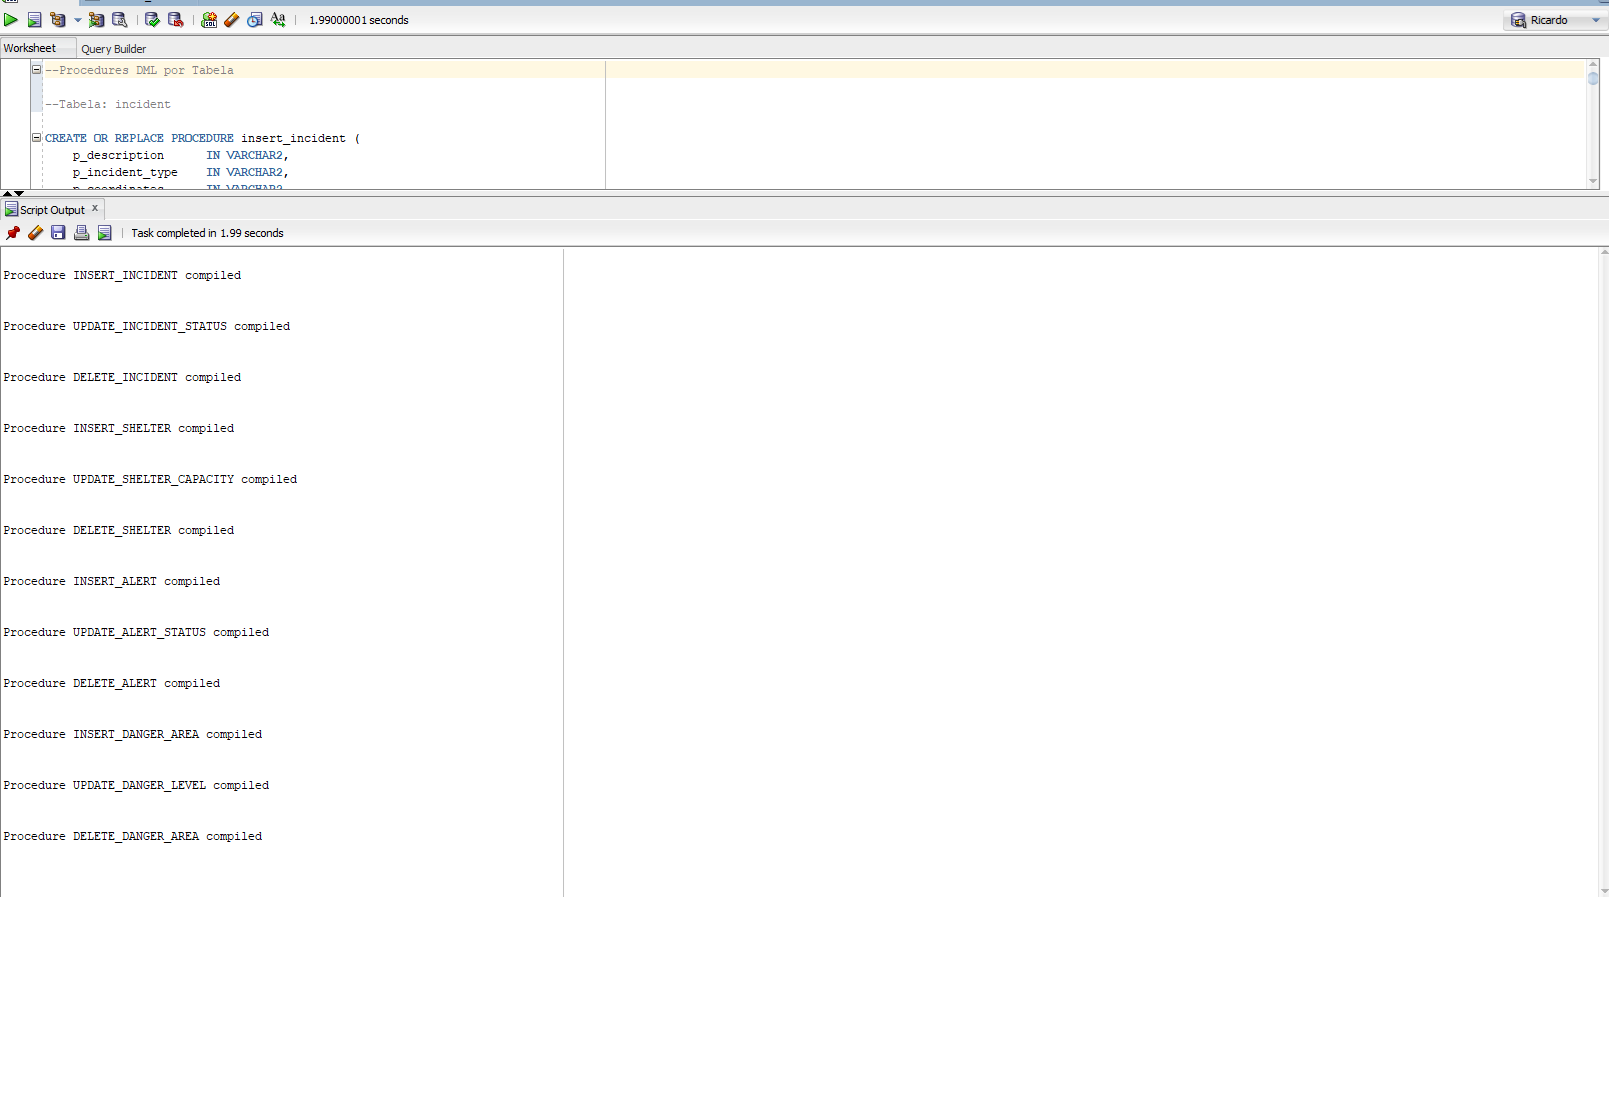 1.99000001 seconds
Ricardo
Worksheet Query Builder
--Procedures DML por Tabela
--Tabela: incident
CREATE OR REPLACE PROCEDURE insert_incident (
p_description IN VARCHAR2,
p_incident_type IN VARCHAR2,
p_coordinates IN VARCHAR2
Script Output x
Task completed in 1.99 seconds
Procedure INSERT_INCIDENT compiled
Procedure UPDATE_INCIDENT_STATUS compiled
Procedure DELETE_INCIDENT compiled
Procedure INSERT_SHELTER compiled
Procedure UPDATE_SHELTER_CAPACITY compiled
Procedure DELETE_SHELTER compiled
Procedure INSERT_ALERT compiled
Procedure UPDATE_ALERT_STATUS compiled
Procedure DELETE_ALERT compiled
Procedure INSERT_DANGER_AREA compiled
Procedure UPDATE_DANGER_LEVEL compiled
Procedure DELETE_DANGER_AREA compiled